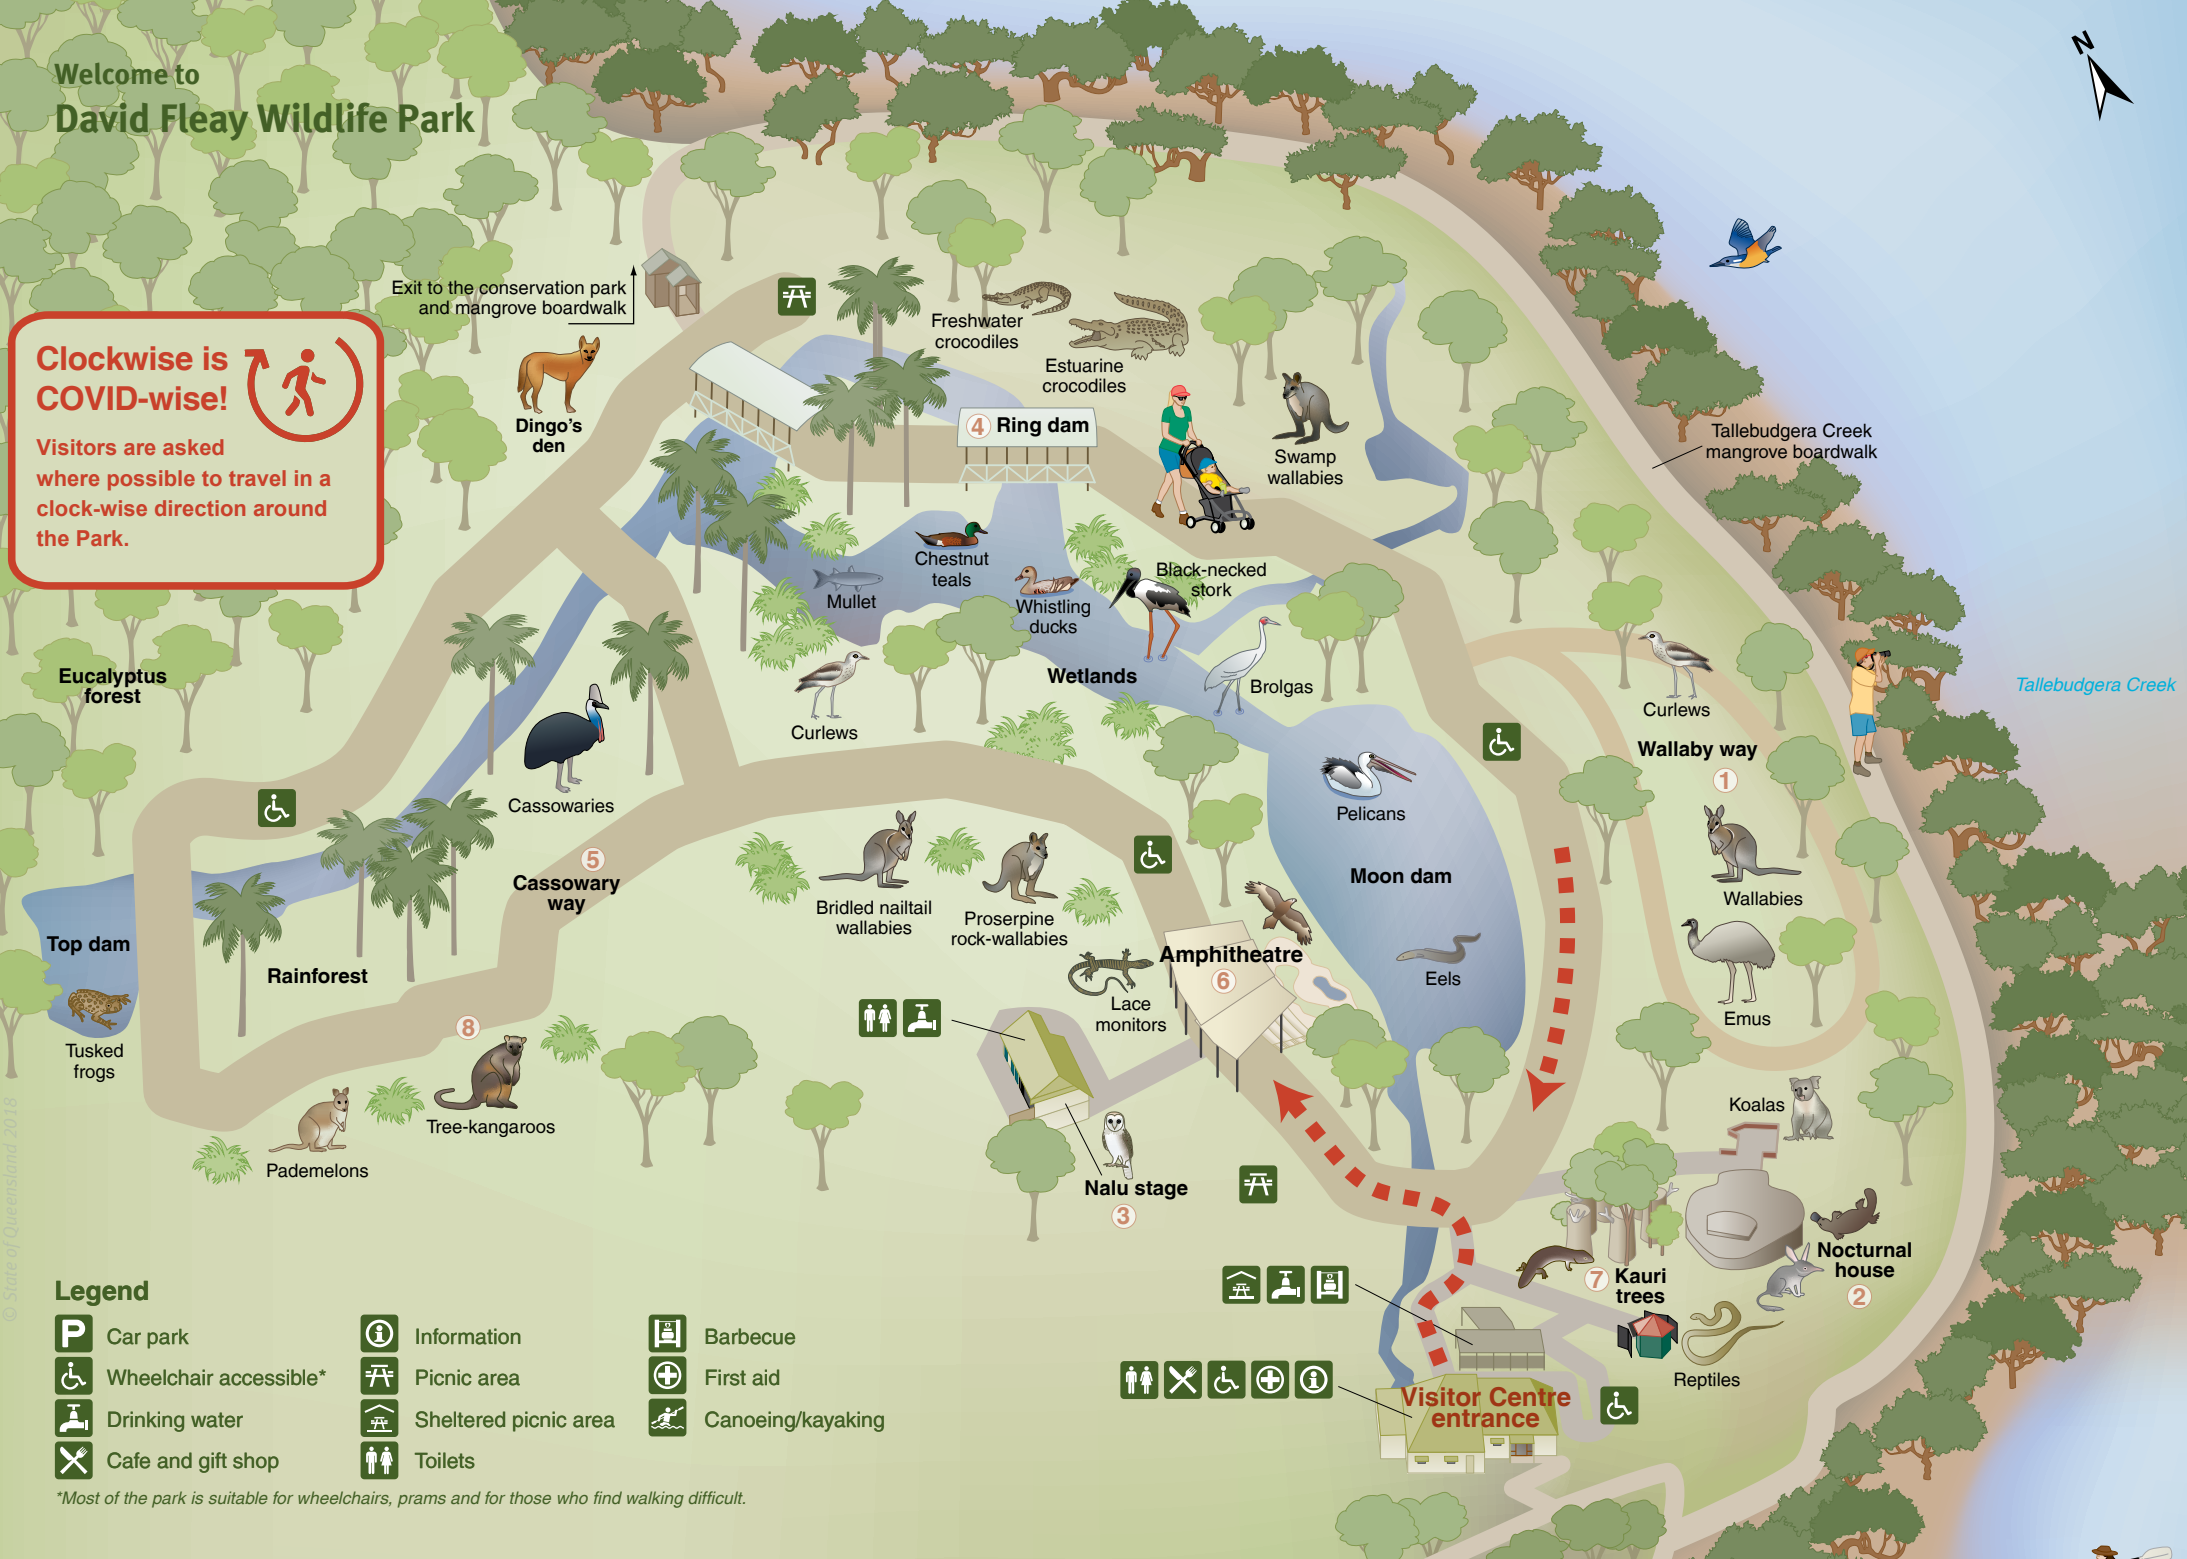 Welcome to
David Fleay Wildlife Park
N
Exit to the conservation park
and mangrove boardwalk
Clockwise is
COVID-wise!
Visitors are asked
where possible to travel in a
clock-wise direction around
the Park.
Dingo's
den
Freshwater
crocodiles
Estuarine
crocodiles
4 Ring dam
Swamp
wallabies
Tallebudgera Creek
mangrove boardwalk
Chestnut
teals
Mullet
Whistling
ducks
Black-necked
stork
Wetlands
Brolgas
Curlews
Curlews
Tallebudgera Creek
Eucalyptus
forest
Wallaby way
1
Cassowaries
Pelicans
5
Cassowary
way
Moon dam
Wallabies
Bridled nailtail
wallabies
Proserpine
rock-wallabies
Top dam
Rainforest
Amphitheatre
6
Eels
Lace
monitors
Emus
Tusked
frogs
8
Tree-kangaroos
Pademelons
Koalas
Nalu stage
3
Nocturnal
house
2
7 Kauri
trees
Reptiles
Visitor Centre
entrance
© State of Queensland 2018
Legend
P Car park
Wheelchair accessible*
Drinking water
Cafe and gift shop
Information
Picnic area
Sheltered picnic area
Toilets
Barbecue
First aid
Canoeing/kayaking
*Most of the park is suitable for wheelchairs, prams and for those who find walking difficult.